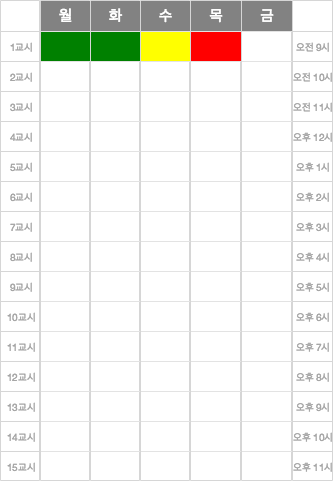 월 화 수 목 금
1교시 오전 9시
2교시 오전 10시
3교시 오전 11시
4교시 오후 12시
5교시 오후 1시
6교시 오후 2시
7교시 오후 3시
8교시 오후 4시
9교시 오후 5시
10교시 오후 6시
11교시 오후 7시
12교시 오후 8시
13교시 오후 9시
14교시 오후 10시
15교시 오후 11시